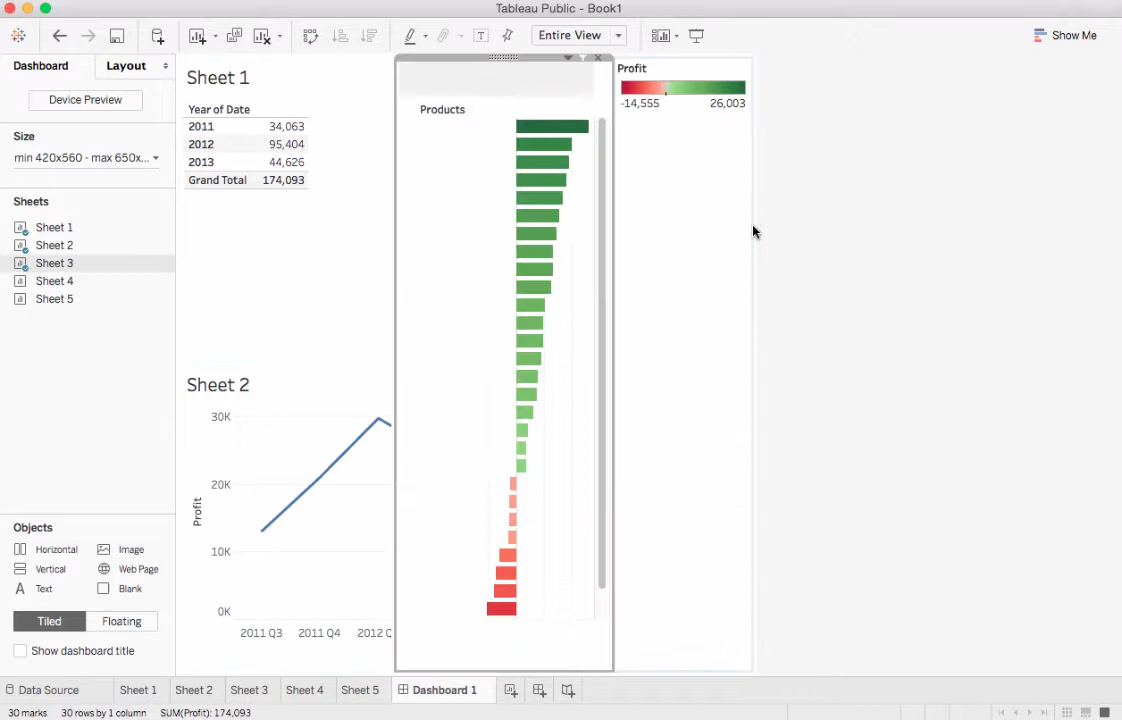 Tableau Public - Book1
Entire View
Show Me
Dashboard
Layout
Device Preview
Size
min 420x560 - max 650x...
Sheets
Sheet 1
Sheet 2
Sheet 3
Sheet 4
Sheet 5
Objects
Horizontal
Image
Vertical
Web Page
A Text
Blank
Tiled
Floating
Show dashboard title
Sheet 1
Year of Date
2011 34,063
2012 95,404
2013 44,626
Grand Total 174,093
Sheet 2
30K
20K
10K
0K
Profit
2011 Q3 2011 Q4 2012 Q
Products
Profit
-14,555 26,003
Data Source
Sheet 1
Sheet 2
Sheet 3
Sheet 4
Sheet 5
Dashboard 1
30 marks 30 rows by 1 column SUM(Profit): 174,093